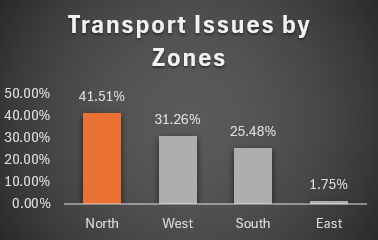 Transport Issues by
Zones
50.00%
40.00%
30.00%
20.00%
10.00%
0.00%
41.51%
31.26%
25.48%
1.75%
North
West
South
East